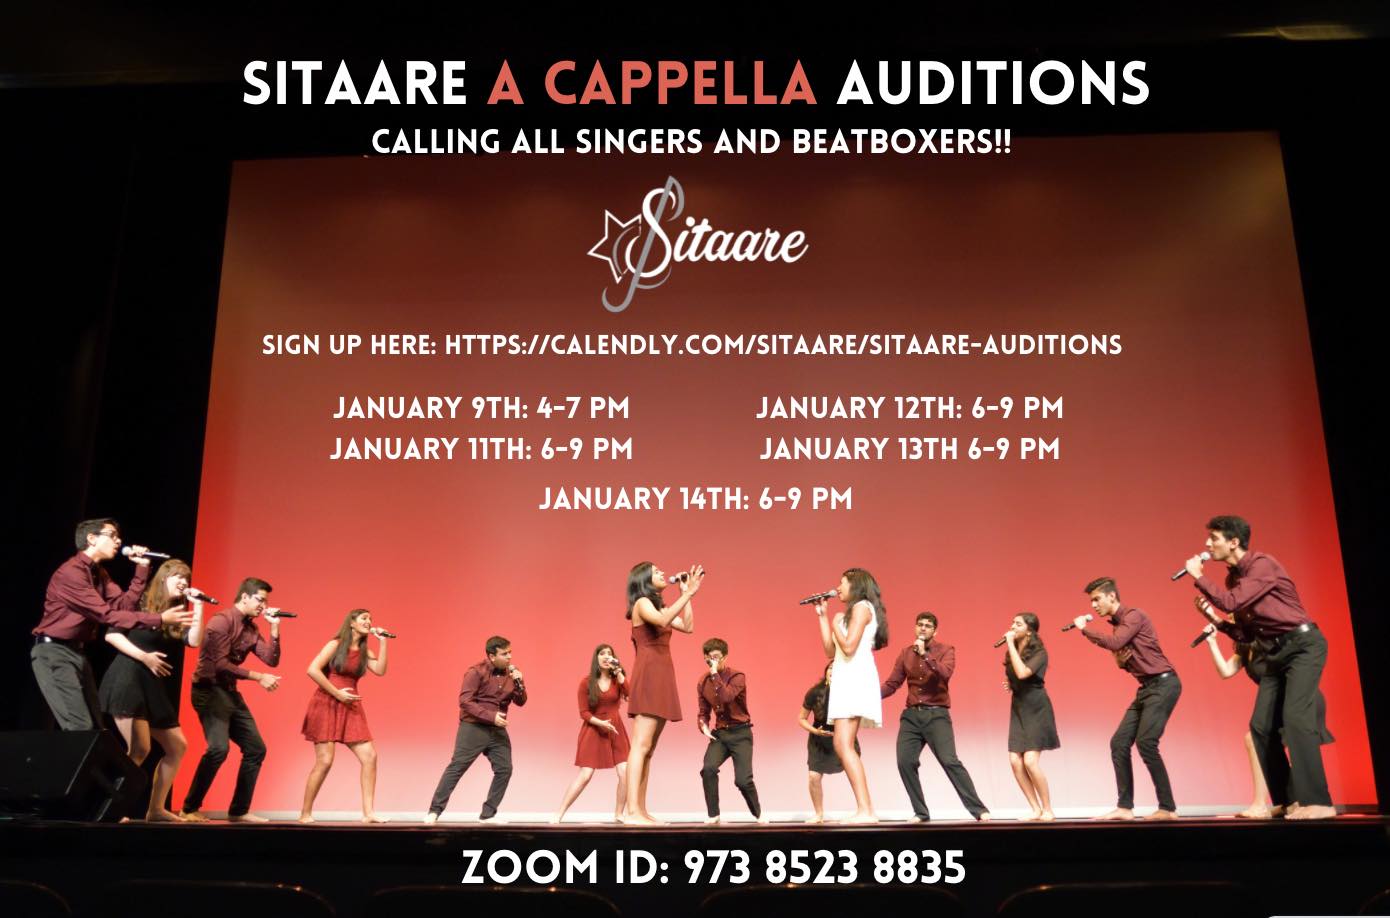 SITAARE A CAPPELLA AUDITIONS
CALLING ALL SINGERS AND BEATBOXERS!!
Sitaare
SIGN UP HERE: HTTPS://CALENDLY.COM/SITAARE/SITAARE-AUDITIONS
JANUARY 9TH: 4-7 PM
JANUARY 11TH: 6-9 PM
JANUARY 12TH: 6-9 PM
JANUARY 13TH 6-9 PM
JANUARY 14TH: 6-9 PM
ZOOM ID: 973 8523 8835